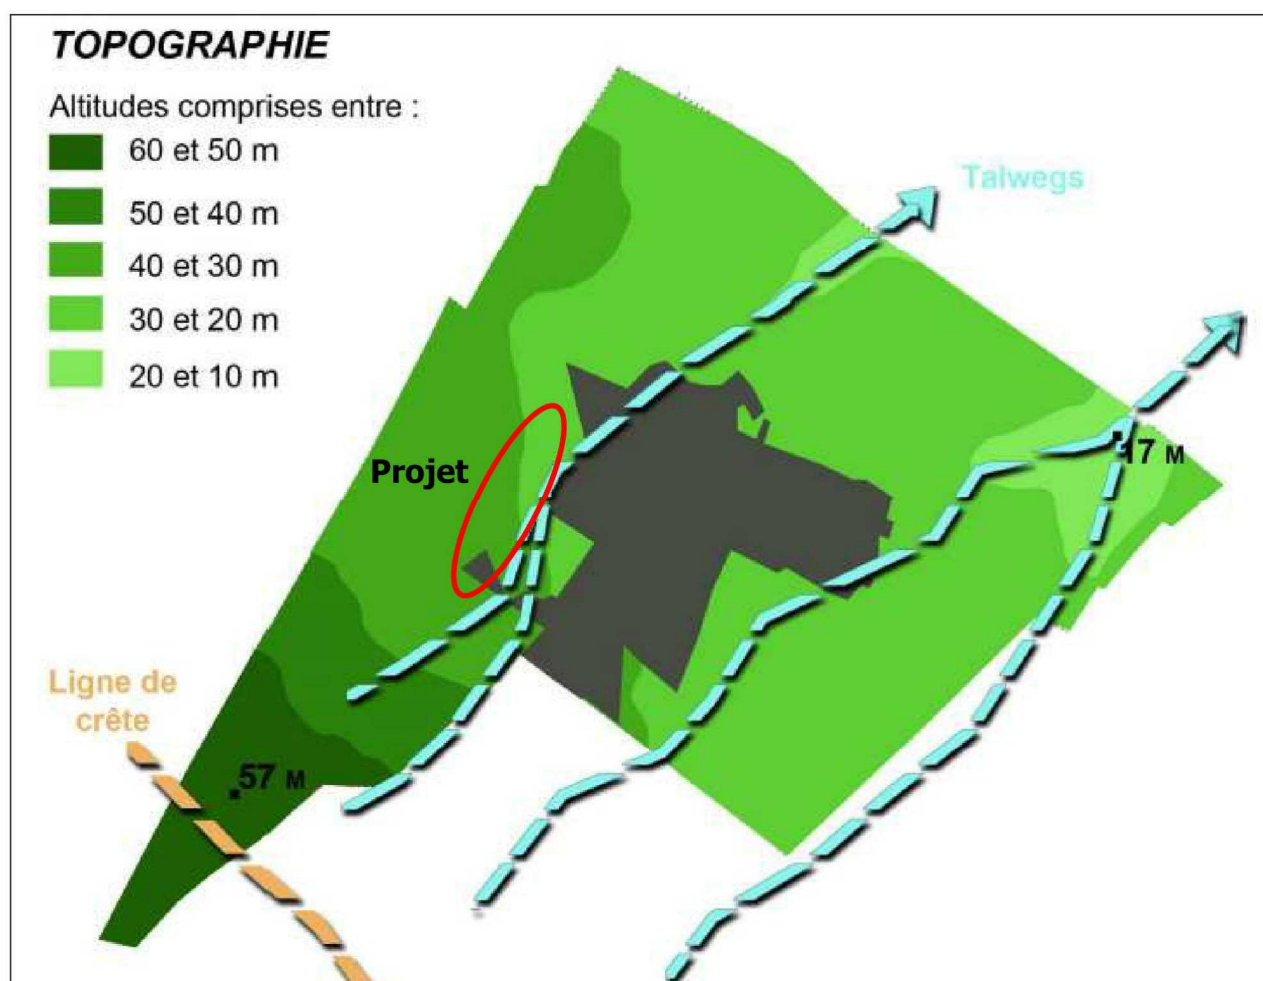 TOPOGRAPHIE
Altitudes comprises entre :
60 et 50 m
50 et 40 m
40 et 30 m
30 et 20 m
20 et 10 m
Talwegs
17 M
Projet
Ligne de
crête
57 M